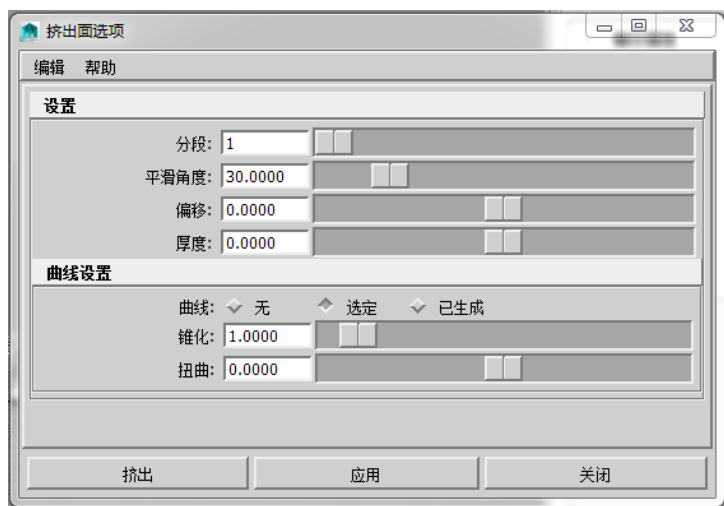 挤出面选项
编辑 帮助
设置
分段: 1
平滑角度: 30.0000
偏移: 0.0000
厚度: 0.0000
曲线设置
曲线: 无 选定 已生成
锥化: 1.0000
扭曲: 0.0000
挤出 应用 关闭